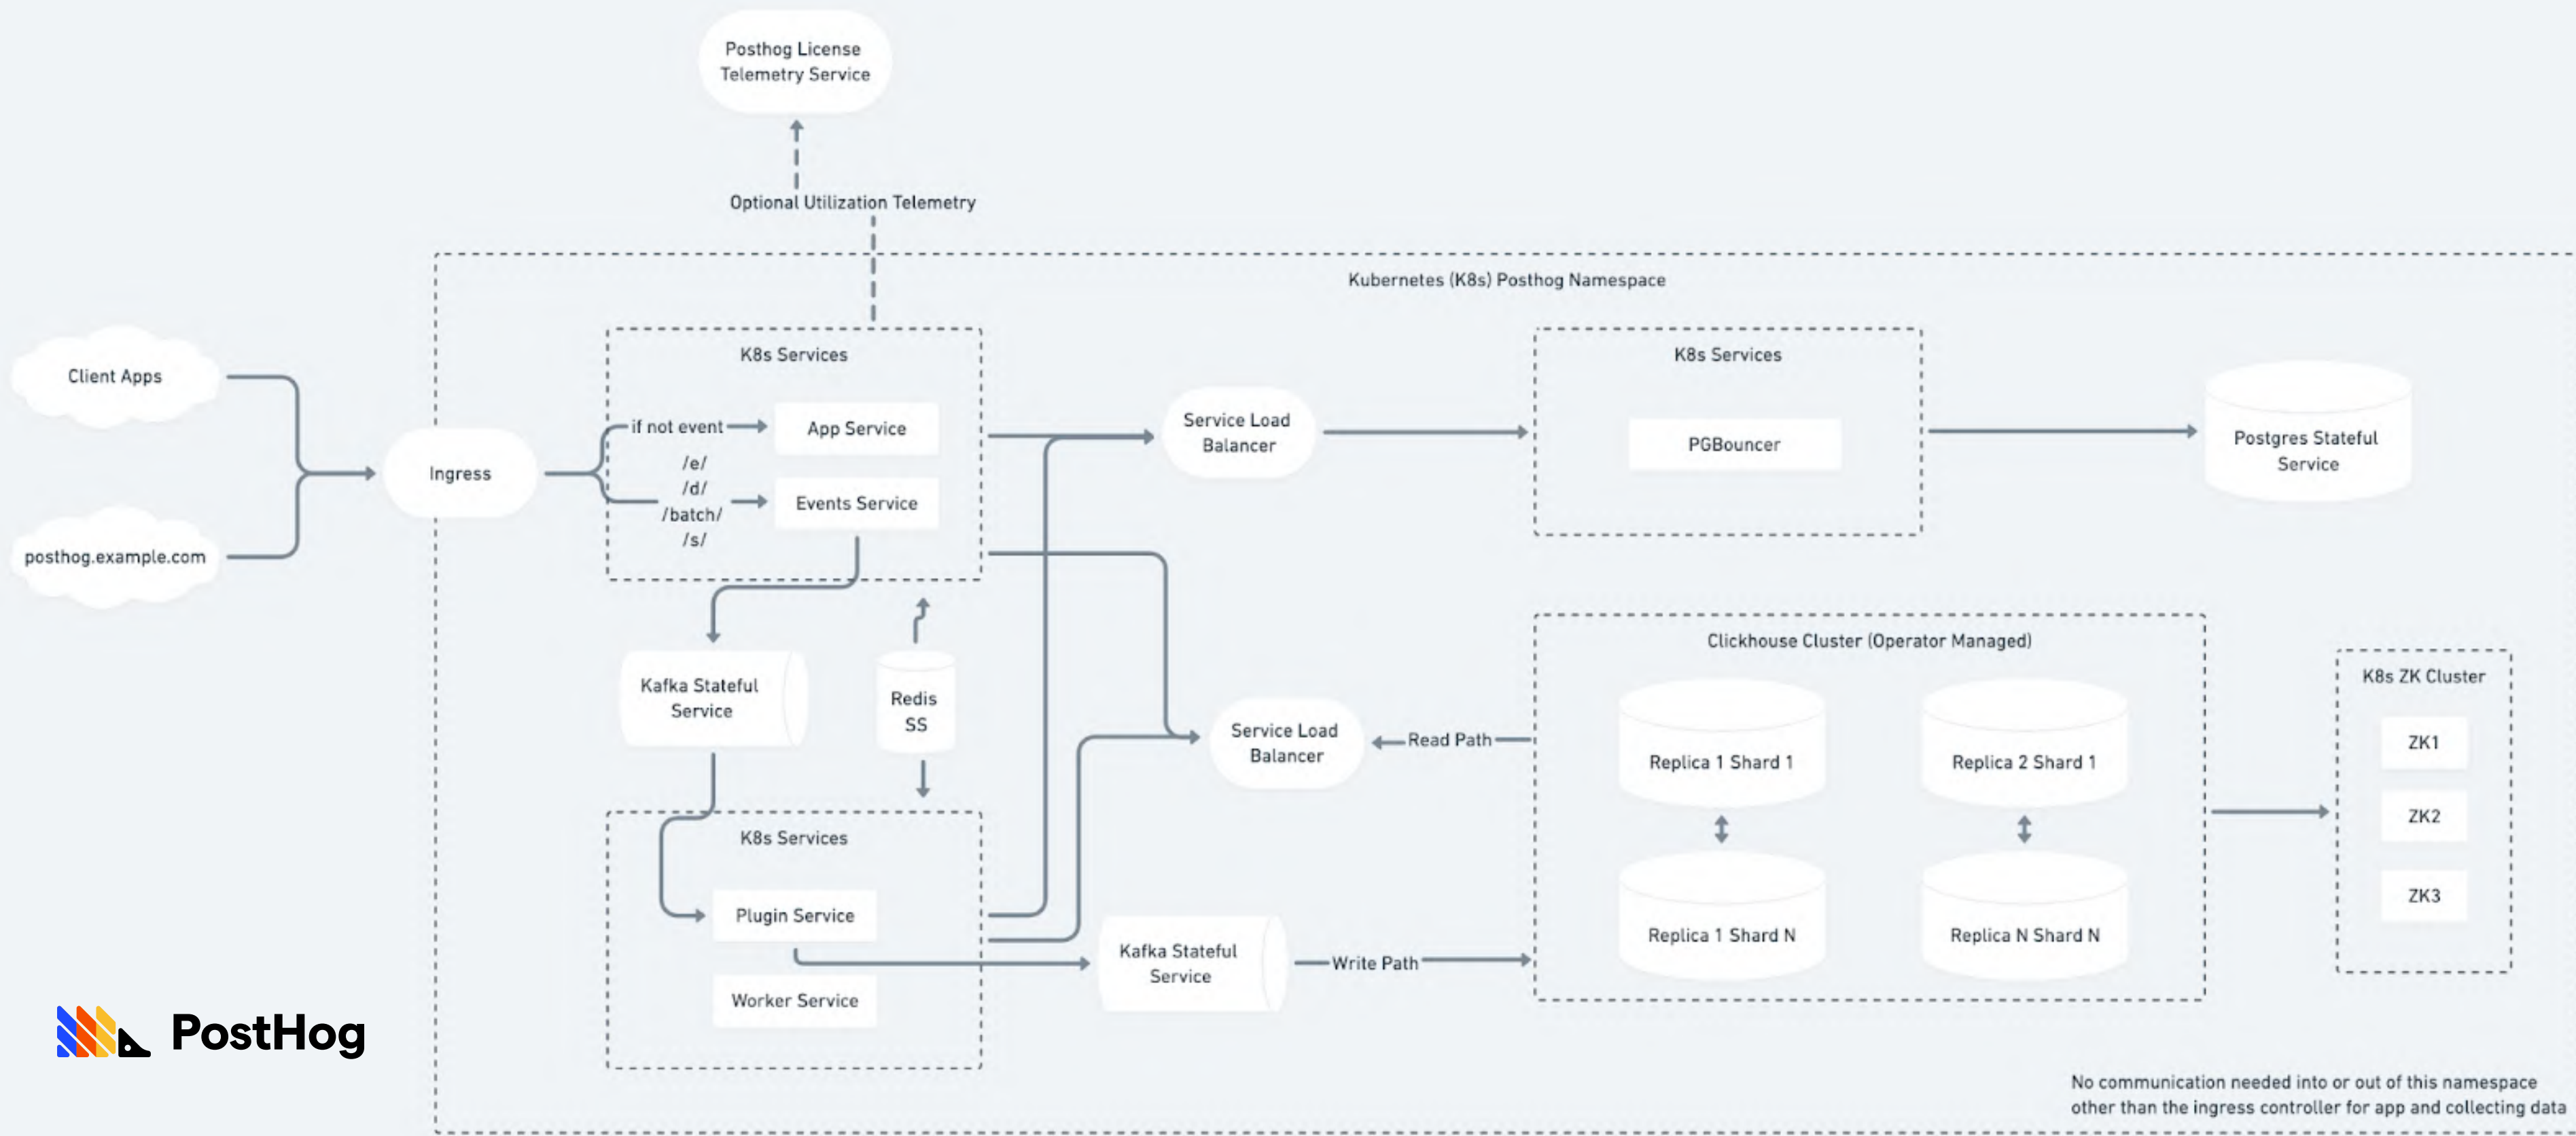 Posthog License
Telemetry Service
Optional Utilization Telemetry
Kubernetes (K8s) Posthog Namespace
Client Apps
posthog.example.com
Ingress
K8s Services
if not event
App Service
/e/
/d/
/batch/
/s/
Events Service
Service Load
Balancer
K8s Services
PGBouncer
Postgres Stateful
Service
Kafka Stateful
Service
Redis
SS
Service Load
Balancer
Read Path
Clickhouse Cluster (Operator Managed)
Replica 1 Shard 1
Replica 2 Shard 1
Replica 1 Shard N
Replica N Shard N
K8s ZK Cluster
ZK1
ZK2
ZK3
K8s Services
Plugin Service
Worker Service
Kafka Stateful
Service
Write Path
PostHog
No communication needed into or out of this namespace
other than the ingress controller for app and collecting data